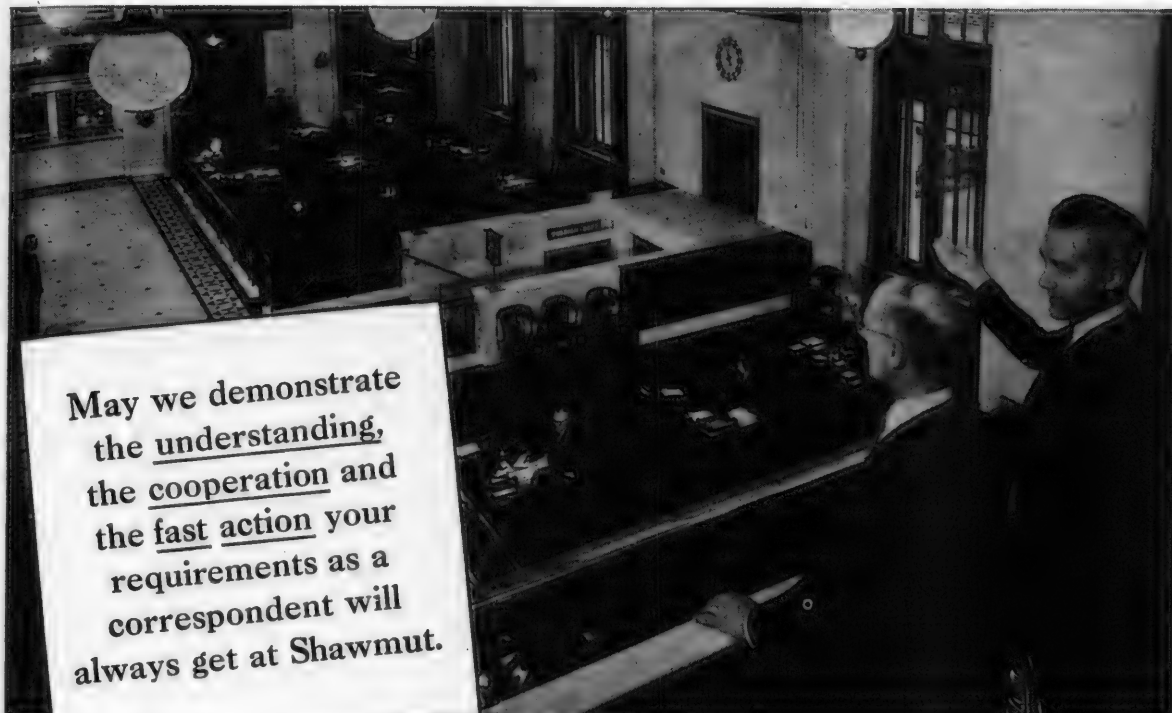 May we demonstrate
the understanding,
the cooperation and
the fast action your
requirements as a
correspondent will
always get at Shawmut.